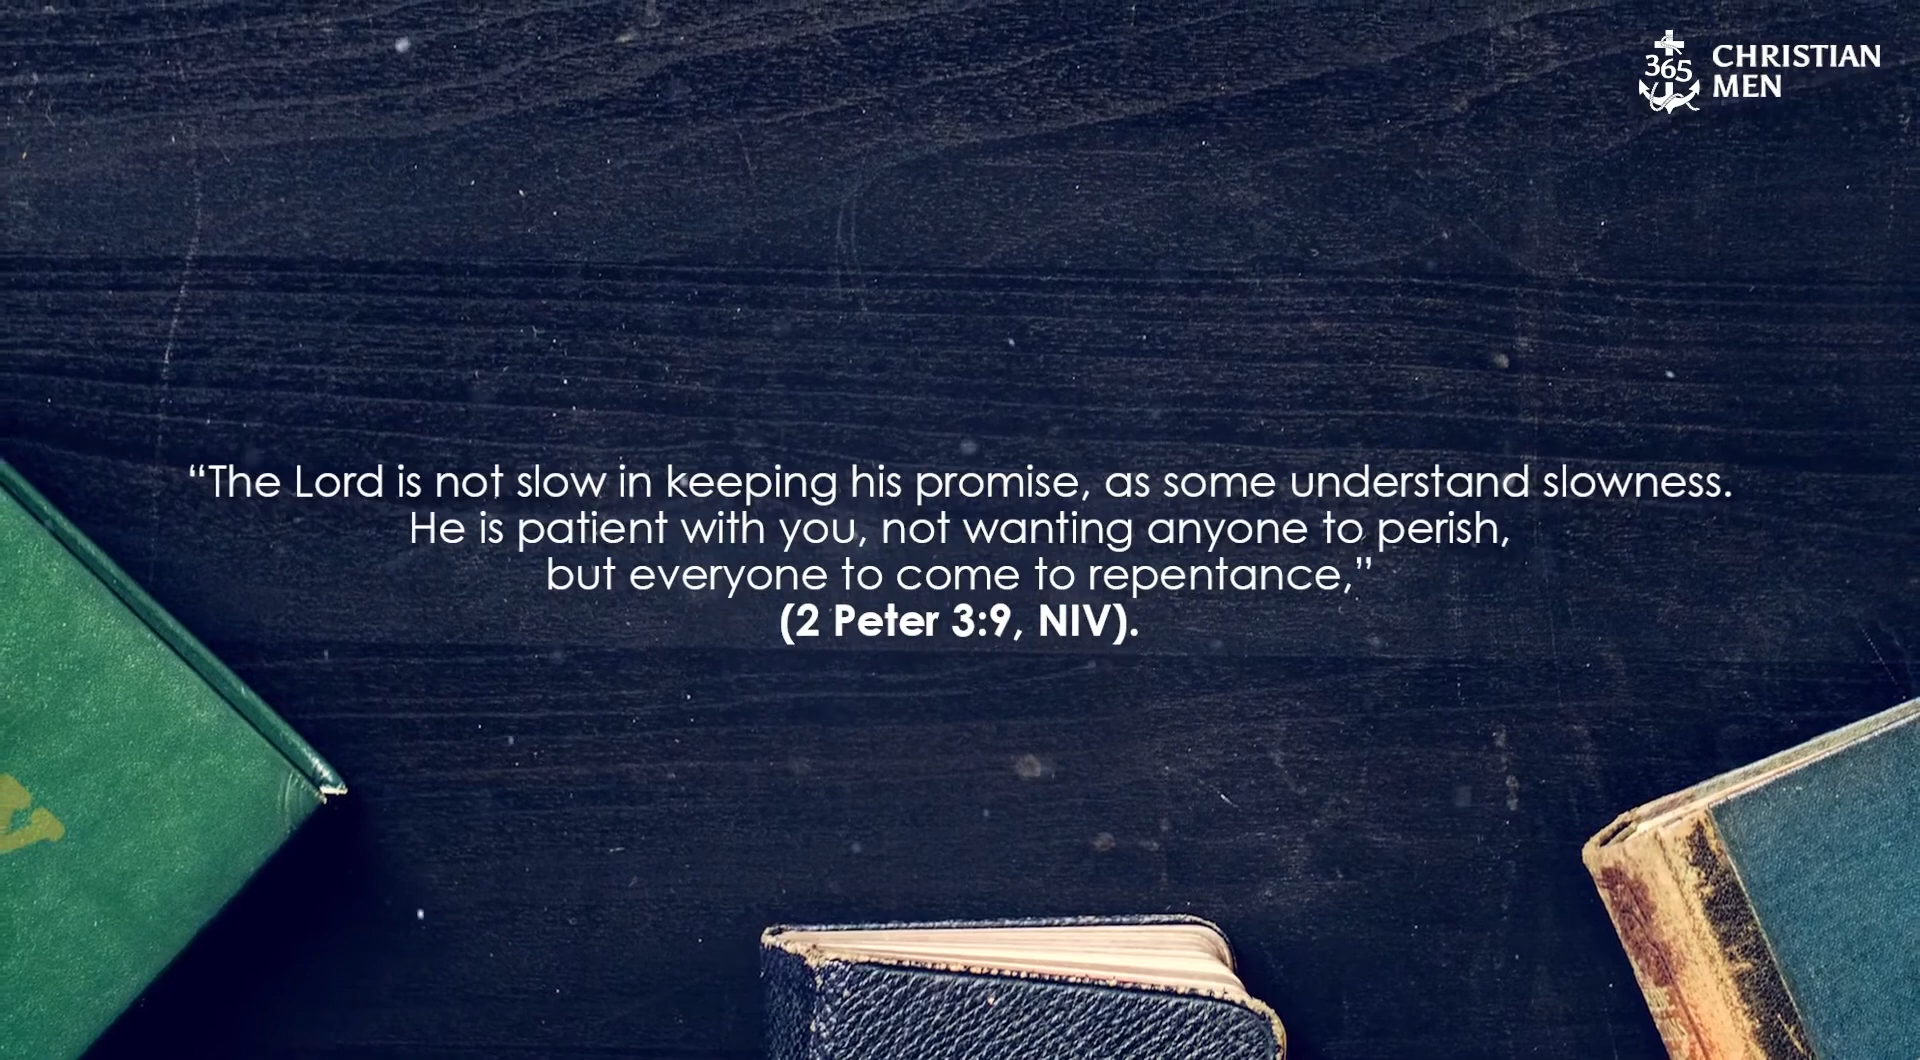 365
CHRISTIAN
MEN
“The Lord is not slow in keeping his promise, as some understand slowness.
He is patient with you, not wanting anyone to perish,
but everyone to come to repentance,”
(2 Peter 3:9, NIV).